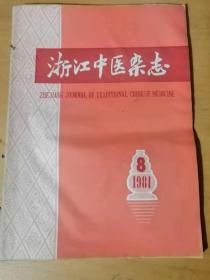 浙江中医杂志
ZHEJIANG JOURNAL OF TRADITIONAL CHINESE MEDICINE
8
1981